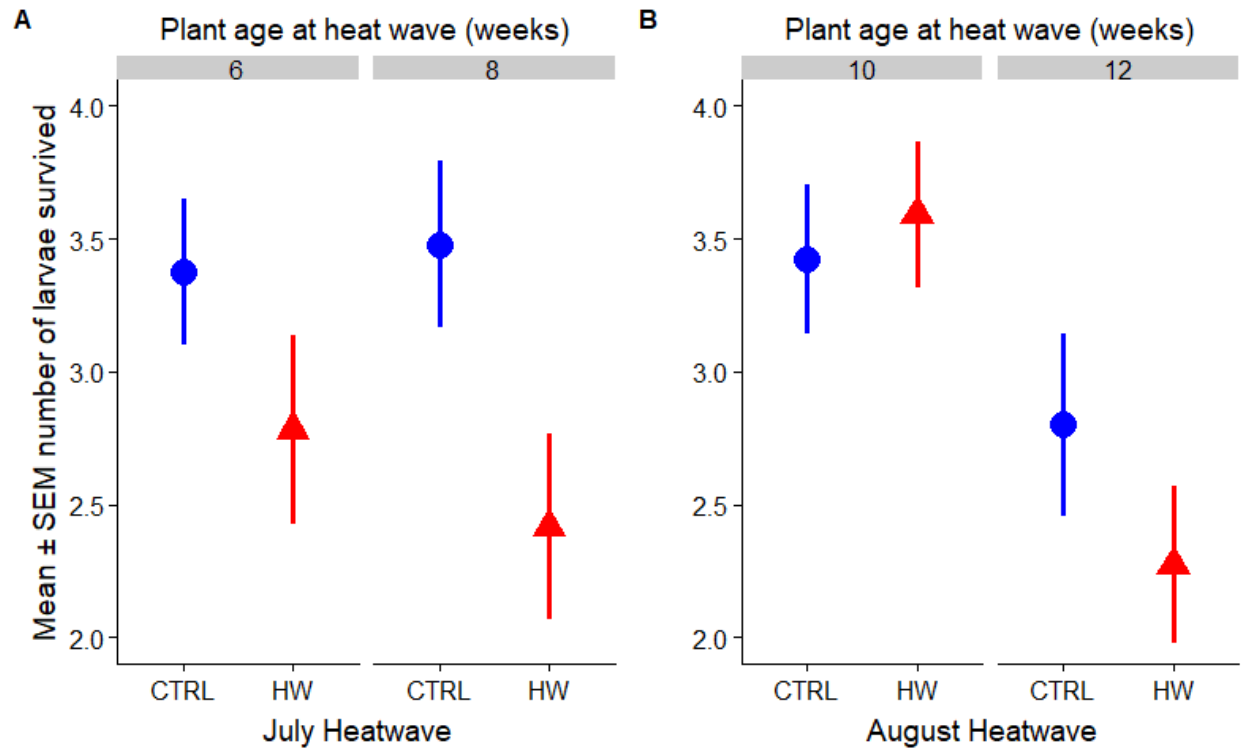 A
Plant age at heat wave (weeks)
6 8
Mean ± SEM number of larvae survived
4.0
3.5
3.0
2.5
2.0
CTRL HW CTRL HW
July Heatwave
B
Plant age at heat wave (weeks)
10 12
4.0
3.5
3.0
2.5
2.0
CTRL HW CTRL HW
August Heatwave